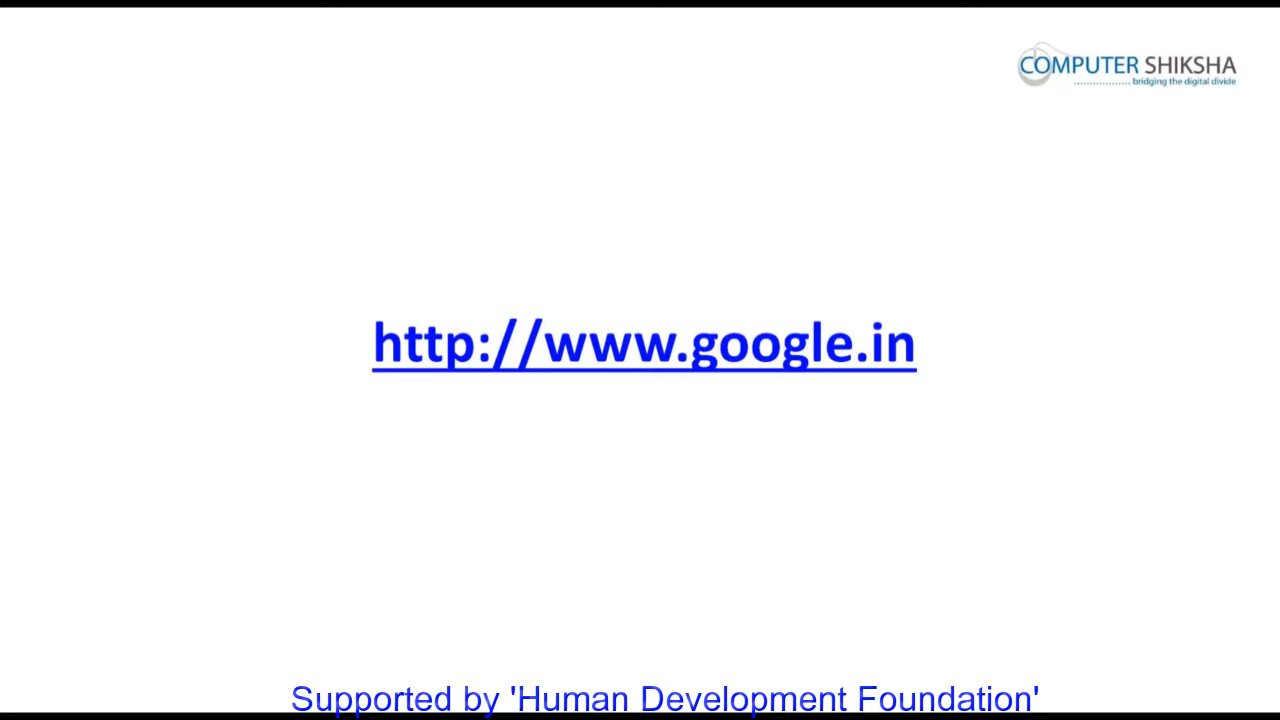 COMPUTER SHIKSHA
bridging the digital divide
http://www.google.in
Supported by 'Human Development Foundation'